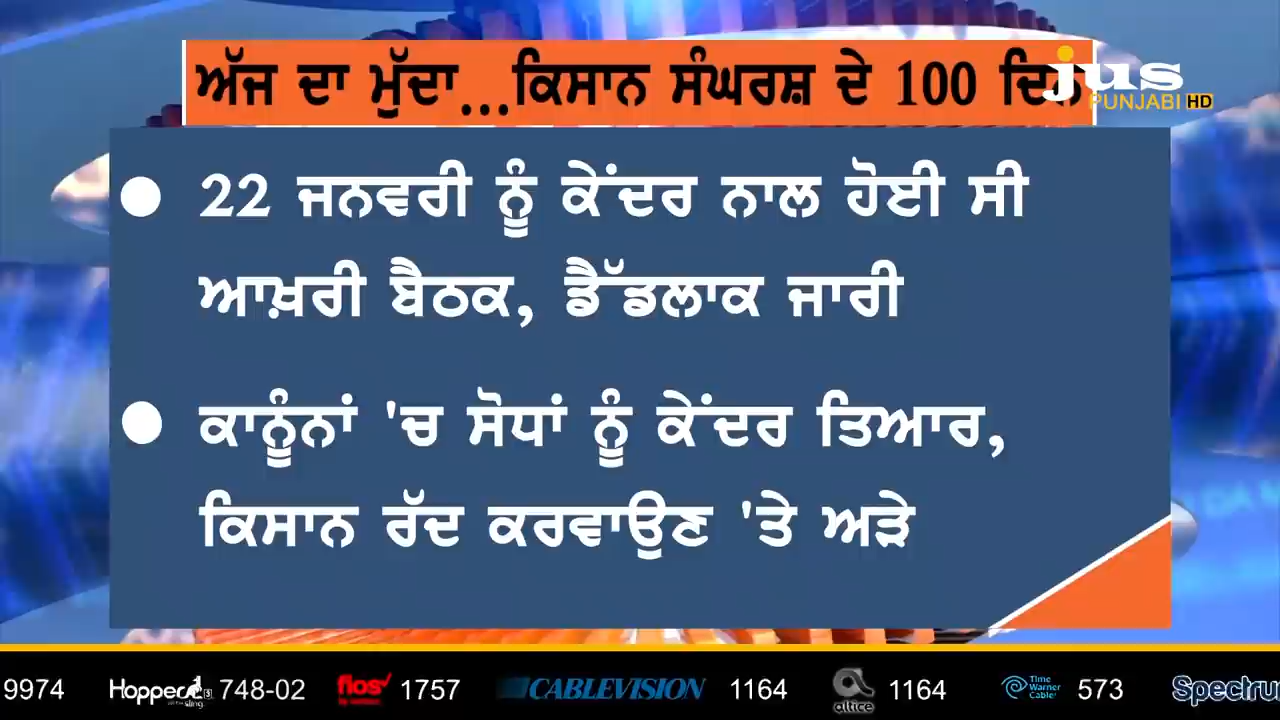 ਅੱਜ ਦਾ ਮੁੱਦਾ...ਕਿਸਾਨ ਸੰਘਰਸ਼ ਦੇ 100
jus
PUNJABI HD
22 ਜਨਵਰੀ ਨੂੰ ਕੇਂਦਰ ਨਾਲ ਹੋਈ ਸੀ
ਆਖ਼ਰੀ ਬੈਠਕ, ਡੈੱਡਲਾਕ ਜਾਰੀ
ਕਾਨੂੰਨਾਂ 'ਚ ਸੋਧਾਂ ਨੂੰ ਕੇਂਦਰ ਤਿਆਰ,
ਕਿਸਾਨ ਰੱਦ ਕਰਵਾਉਣ 'ਤੇ ਅੜੇ
9974 Hopper 748-02 fios 1757 CABLEVISION 1164 altice 1164 Time Warner Cable 573